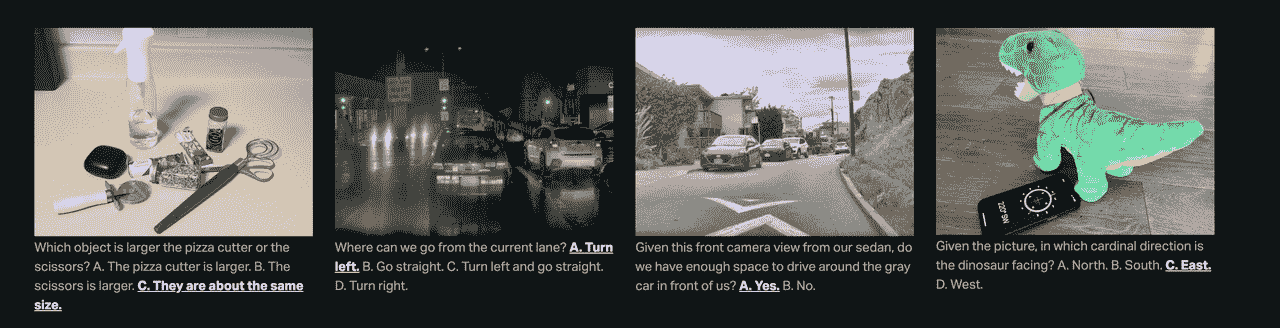 Which object is larger the pizza cutter or the
scissors? A. The pizza cutter is larger. B. The
scissors is larger. C. They are about the same
size.
Where can we go from the current lane? A. Turn
left. B. Go straight. C. Turn left and go straight.
D. Turn right.
Given this front camera view from our sedan, do
we have enough space to drive around the gray
car in front of us? A. Yes. B. No.
Given the picture, in which cardinal direction is
the dinosaur facing? A. North. B. South. C. East.
D. West.